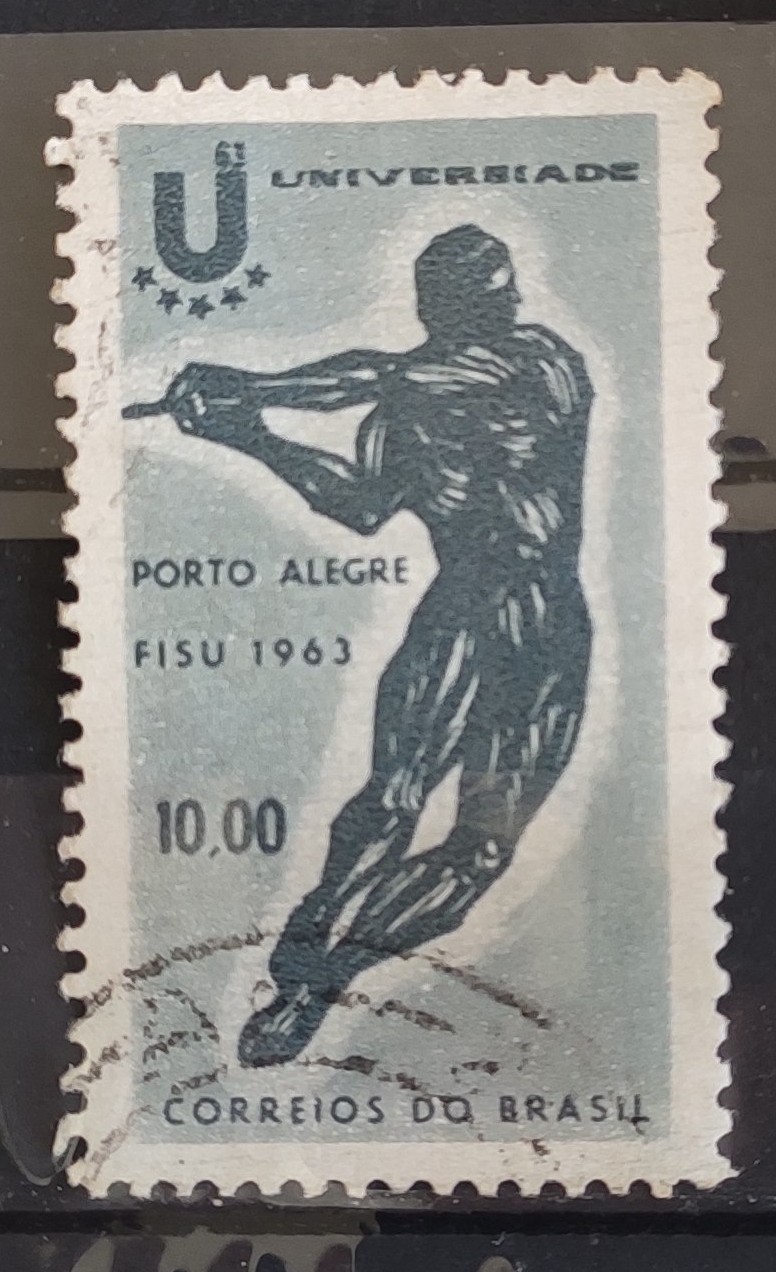 U 63
UNIVERSIADE
PORTO ALEGRE
FISU 1963
10,00
CORREIOS DO BRASIL